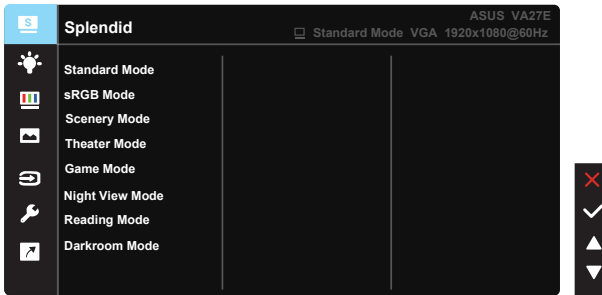 S
Splendid
ASUS VA27E
Standard Mode VGA 1920x1080@60Hz
Standard Mode
sRGB Mode
Scenery Mode
Theater Mode
Game Mode
Night View Mode
Reading Mode
Darkroom Mode